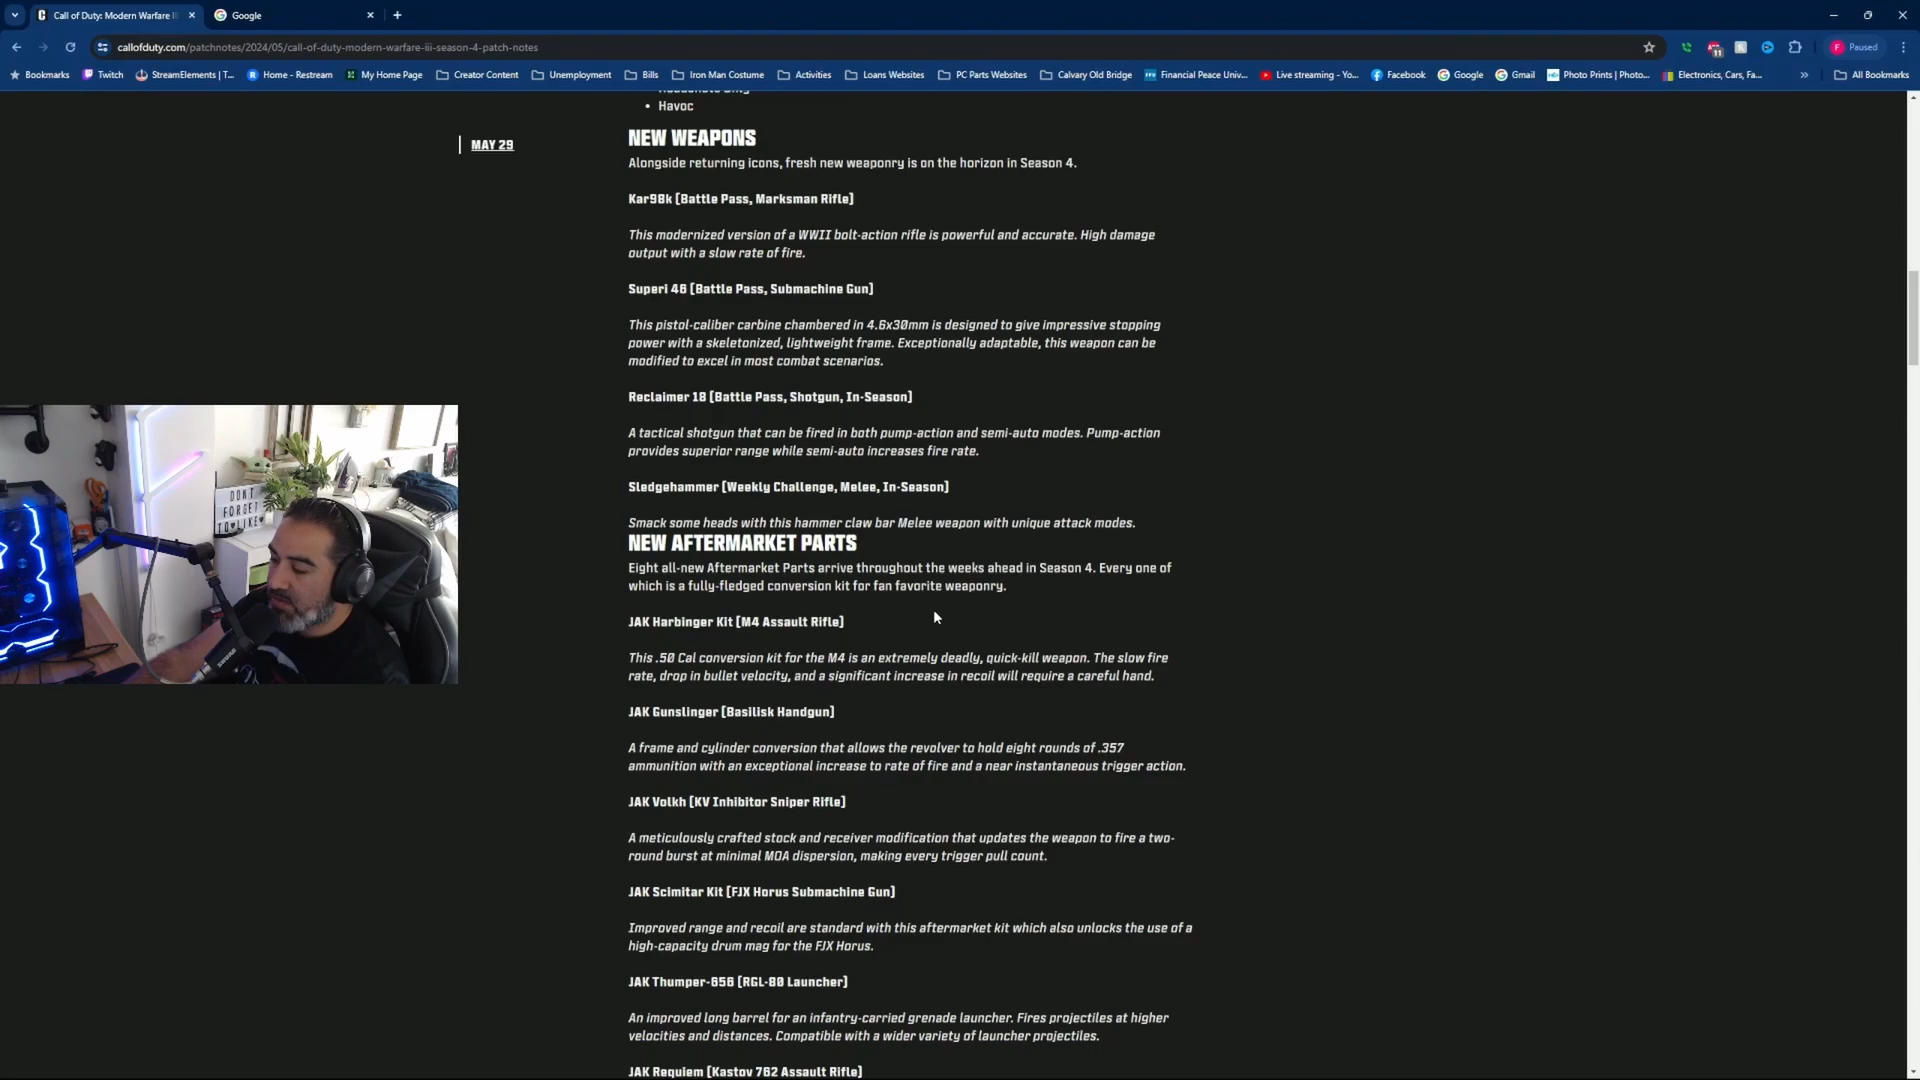 Call of Duty: Modern Warfare II
Google
callofduty.com/patchnotes/2024/05/call-of-duty-modern-warfare-iii-season-4-patch-notes
11
F Paused
Bookmarks
Twitch
StreamElements | T...
Home - Restream
My Home Page
Creator Content
Unemployment
Bills
Iron Man Costume
Activities
Loans Websites
PC Parts Websites
Calvary Old Bridge
Financial Peace Univ...
Live streaming - Yo...
Facebook
Google
Gmail
Photo Prints | Photo...
Electronics, Cars, Fa...
All Bookmarks
• Havoc
MAY 29
NEW WEAPONS
Alongside returning icons, fresh new weaponry is on the horizon in Season 4.
Kar98k [Battle Pass, Marksman Rifle]
This modernized version of a WWII bolt-action rifle is powerful and accurate. High damage
output with a slow rate of fire.
Superi 46 [Battle Pass, Submachine Gun]
This pistol-caliber carbine chambered in 4.6x30mm is designed to give impressive stopping
power with a skeletonized, lightweight frame. Exceptionally adaptable, this weapon can be
modified to excel in most combat scenarios.
Reclaimer 18 [Battle Pass, Shotgun, In-Season]
A tactical shotgun that can be fired in both pump-action and semi-auto modes. Pump-action
provides superior range while semi-auto increases fire rate.
Sledgehammer [Weekly Challenge, Melee, In-Season]
Smack some heads with this hammer claw bar Melee weapon with unique attack modes.
NEW AFTERMARKET PARTS
Eight all-new Aftermarket Parts arrive throughout the weeks ahead in Season 4. Every one of
which is a fully-fledged conversion kit for fan favorite weaponry.
JAK Harbinger Kit [M4 Assault Rifle]
This .50 Cal conversion kit for the M4 is an extremely deadly, quick-kill weapon. The slow fire
rate, drop in bullet velocity, and a significant increase in recoil will require a careful hand.
JAK Gunslinger [Basilisk Handgun]
A frame and cylinder conversion that allows the revolver to hold eight rounds of .357
ammunition with an exceptional increase to rate of fire and a near instantaneous trigger action.
JAK Volkh [KV Inhibitor Sniper Rifle]
A meticulously crafted stock and receiver modification that updates the weapon to fire a two-
round burst at minimal MOA dispersion, making every trigger pull count.
JAK Scimitar Kit [FJX Horus Submachine Gun]
Improved range and recoil are standard with this aftermarket kit which also unlocks the use of a
high-capacity drum mag for the FJX Horus.
JAK Thumper-656 [RGL-80 Launcher]
An improved long barrel for an infantry-carried grenade launcher. Fires projectiles at higher
velocities and distances. Compatible with a wider variety of launcher projectiles.
JAK Requiem [Kastov 762 Assault Rifle]
DON'T
FORGET
TO LIKE
SHURE